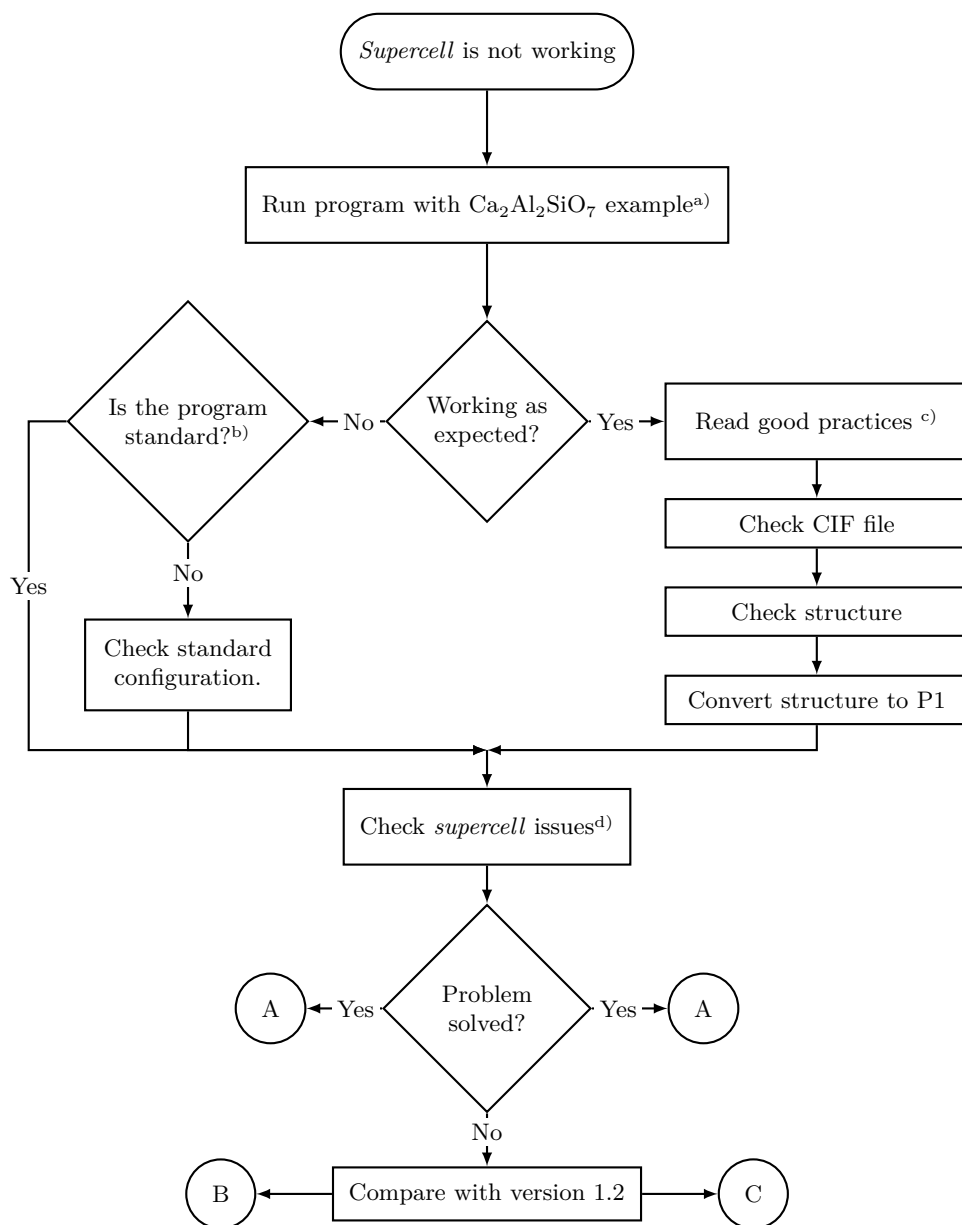 Supercell is not working
Run program with Ca₂Al₂SiO₇ example ᵃ⁾
Is the program
standard?ᵇ⁾
No
Working as
expected?
Yes
Read good practices ᶜ⁾
Check CIF file
Yes
No
Check structure
Check standard
configuration.
Convert structure to P1
Check supercell issuesᵈ⁾
A
Yes
Problem
solved?
Yes
A
No
B
Compare with version 1.2
C